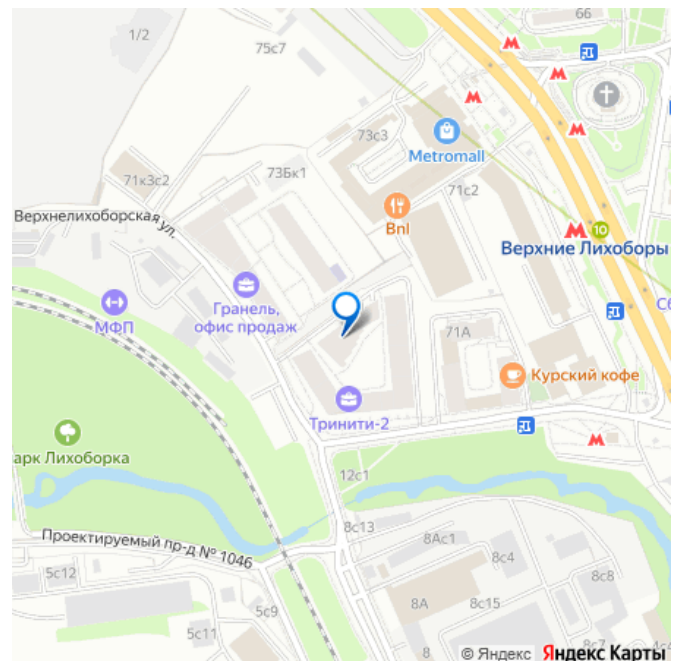 66
1/2
75с7
73с3
Metromall
73Бк1
71к3с2
71с2
Bnl
Верхнелихоборская ул.
10
Верхние Лихоборы
Гранель,
офис продаж
МФП
71А
Курский кофе
Тринити-2
арк Лихоборка
12с1
8с13
8Ас1
Проектируемый пр-д № 1046
8с4
5с12
8с8
8А
8с15
5с9
5с11
8
8с7
4с
© Яндекс Яндекс Карты